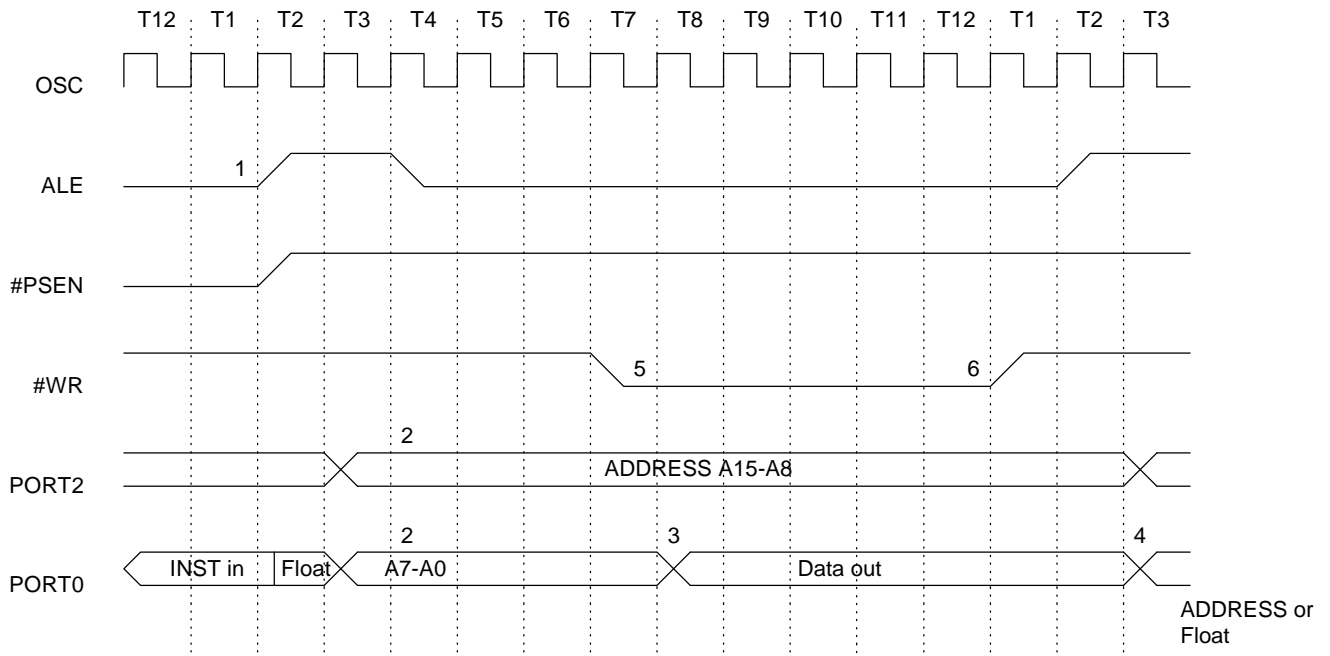 T12 T1 T2 T3 T4 T5 T6 T7 T8 T9 T10 T11 T12 T1 T2 T3
OSC
1
ALE
#PSEN
5 6
#WR
2
ADDRESS A15-A8
PORT2
2 3 4
INST in Float A7-A0 Data out
PORT0
ADDRESS or
Float